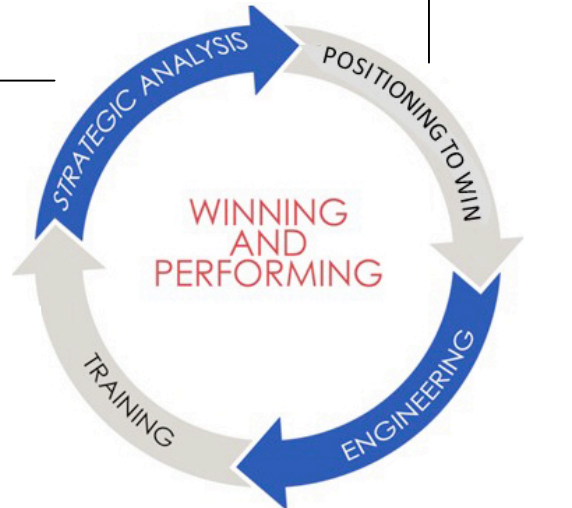 STRATEGIC ANALYSIS
POSITIONING TO WIN
WINNING
AND
PERFORMING
ENGINEERING
TRAINING